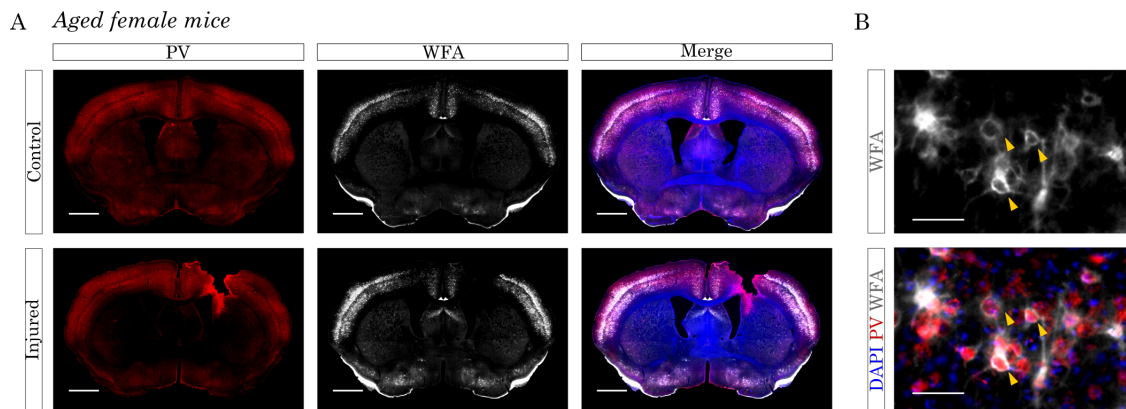 A Aged female mice B
PV WFA Merge
Control
Injured
WFA
DAPI PV WFA